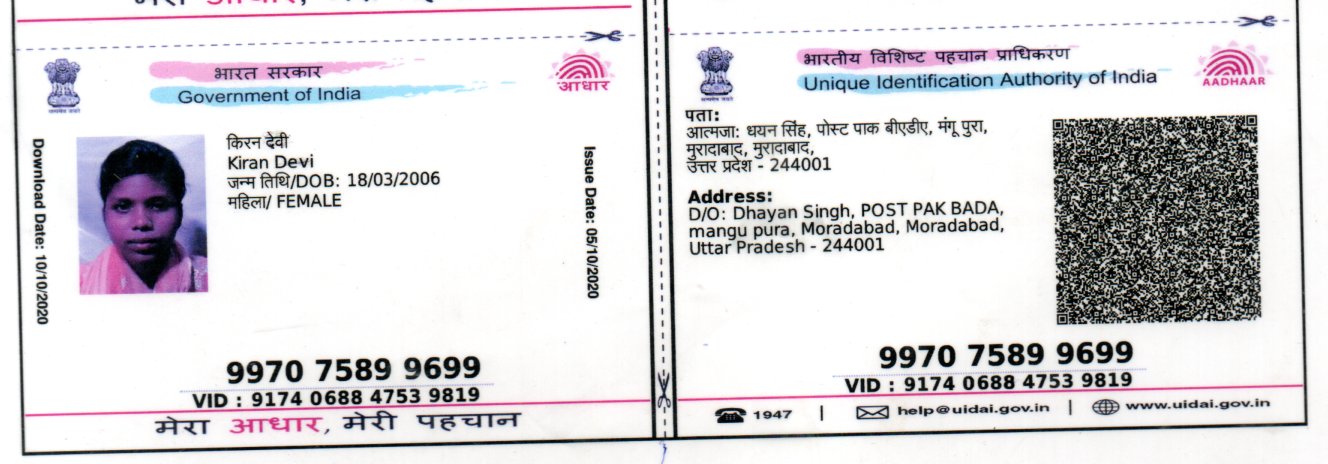 भारत सरकार
Government of India
आधार
Download Date: 10/10/2020
किरन देवी
Kiran Devi
जन्म तिथि/DOB: 18/03/2006
महिला/ FEMALE
Issue Date: 05/10/2020
9970 7589 9699
VID : 9174 0688 4753 9819
मेरा आधार, मेरी पहचान
भारतीय विशिष्ट पहचान प्राधिकरण
Unique Identification Authority of India
AADHAAR
पता:
आत्मजा: धयन सिंह, पोस्ट पाक बीएडीए, मंगू पुरा,
मुरादाबाद, मुरादाबाद,
उत्तर प्रदेश - 244001
Address:
D/O: Dhayan Singh, POST PAK BADA,
mangu pura, Moradabad, Moradabad,
Uttar Pradesh - 244001
9970 7589 9699
VID : 9174 0688 4753 9819
1947 | help@uidai.gov.in | www.uidai.gov.in